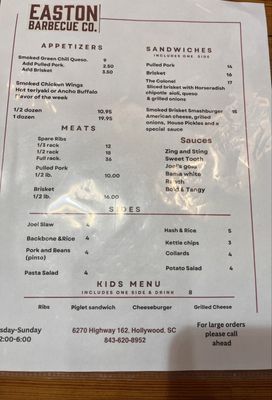 EASTON
BARBECUE CO.
APPETIZERS
Smoked Green Chili Queso. 9
Add Pulled Pork. 2.50
Add Brisket 3.50
Smoked Chicken Wings
Hot teriyaki or Ancho Buffalo
Flavor of the week
1/2 dozen 10.95
1 dozen 19.95
MEATS
Spare Ribs
1/3 rack 12
1/2 rack 18
Full rack. 36
Pulled Pork
1/2 lb. 10.00
Brisket
1/2 lb. 16.00
SANDWICHES
INCLUDES ONE SIDE
Pulled Pork 14
Brisket 16
The Colonel 17
Sliced brisket with Horseradish
chipotle aioli, queso
& grilled onions
Smoked Brisket Smashburger 15
American cheese, grilled
onions, House Pickles and a
special sauce
Sauces
Zing and Sting
Sweet Tooth
Joel's gold
Bama white
Ranch
Bold & Tangy
SIDES
Joel Slaw 4
Backbone &Rice 4
Pork and Beans 4
(pinto)
Pasta Salad 4
Hash & Rice 5
Kettle chips 3
Collards 4
Potato Salad 4
KIDS MENU
INCLUDES ONE SIDE & DRINK 8
Ribs Piglet sandwich Cheeseburger Grilled Cheese
sday-Sunday
2:00-6:00
6270 Highway 162, Hollywood, SC
843-620-8952
For large orders
please call
ahead